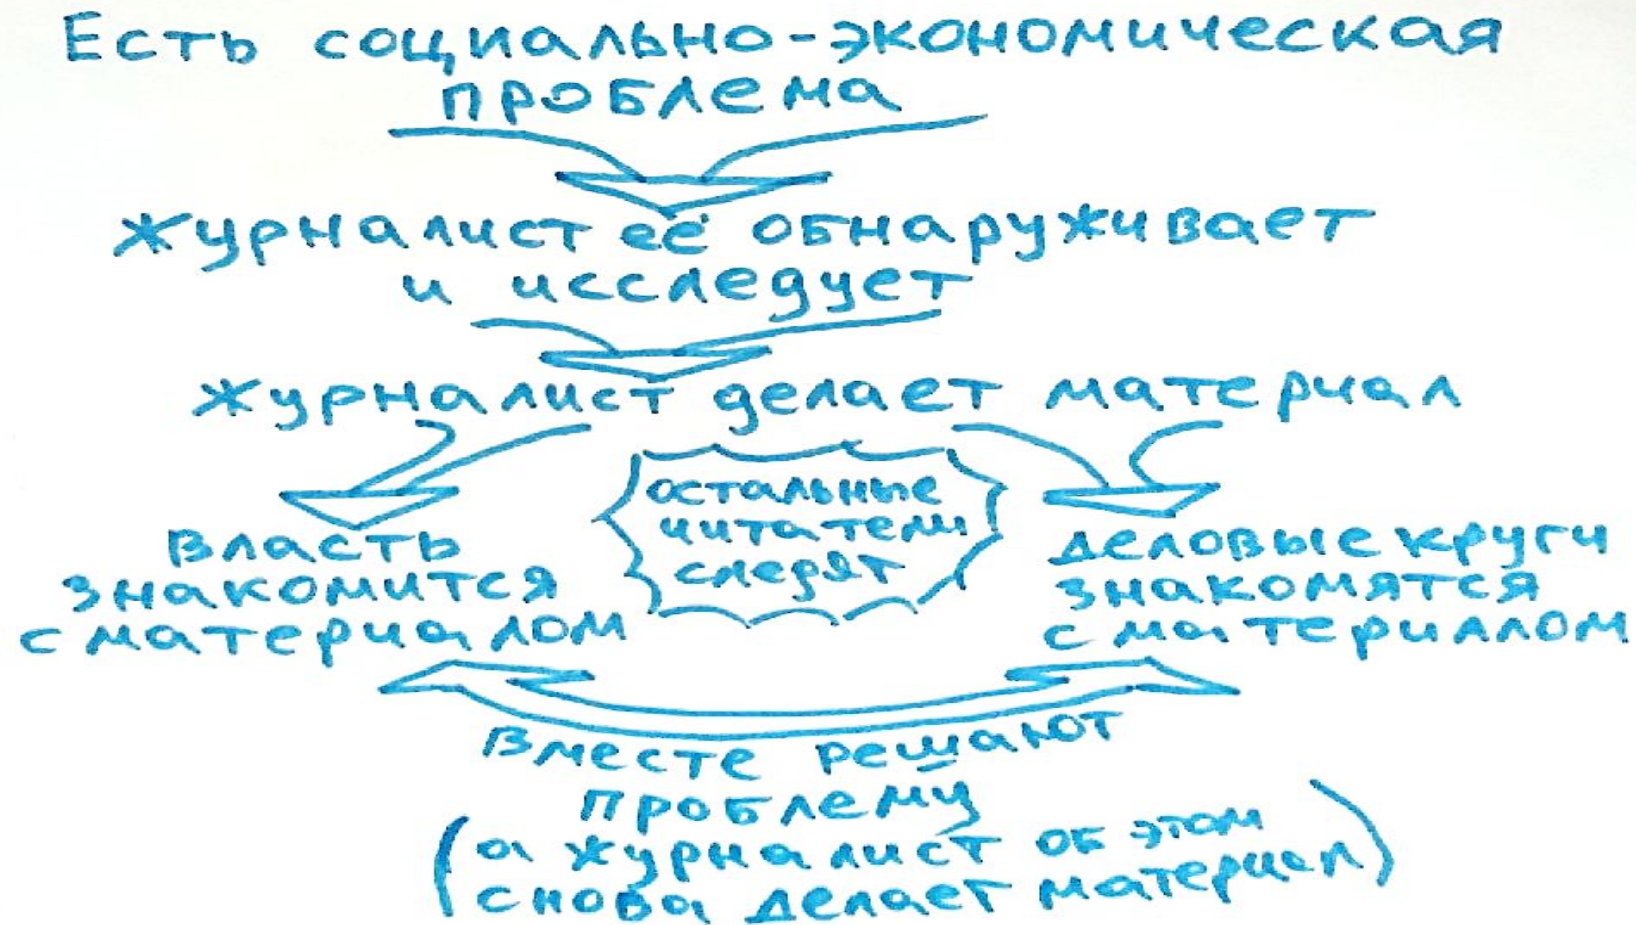 Есть социально-экономическая
проблема
журналист её обнаруживает
и исследует
журналист делает материал
остальные
читатели
следят
Власть
знакомится
с материалом
Деловые круги
знакомятся
с материалом
Вместе решают
проблему
(а журналист об этом
снова делает материал)